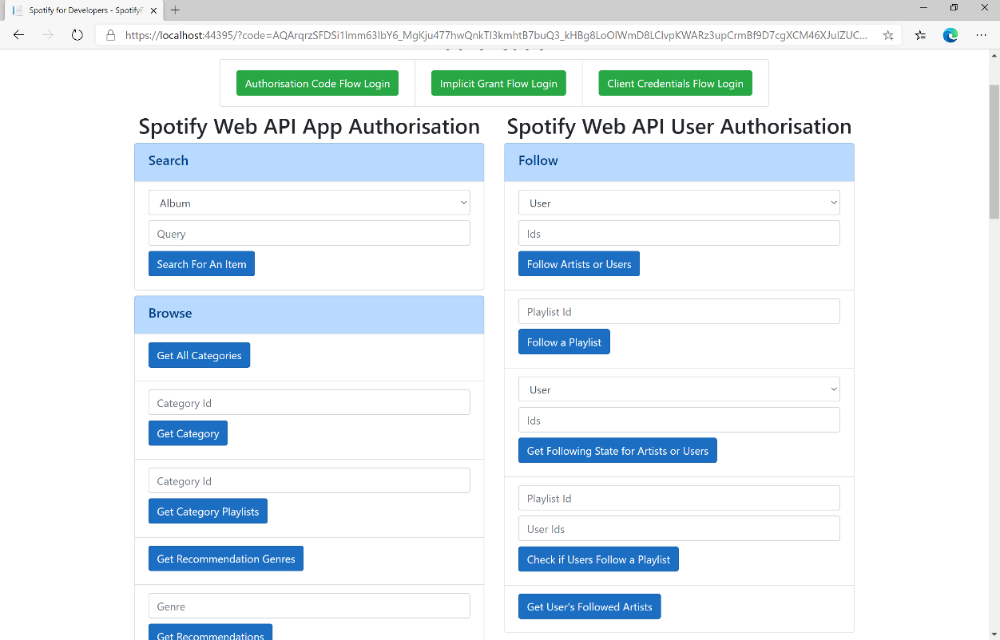 Spotify for Developers - SpotifyF
https://localhost:44395/?code=AQArqrzSFDSi1Imm63IbY6_MgKju477hwQnkTI3kmhtB7buQ3_kHBg8LoOlWmD8LClvpKWARz3upCrmBf9D7cgXCM46XJulZUC...
Authorisation Code Flow Login
Implicit Grant Flow Login
Client Credentials Flow Login
Spotify Web API App Authorisation
Search
Album
Query
Search For An Item
Browse
Get All Categories
Category Id
Get Category
Category Id
Get Category Playlists
Get Recommendation Genres
Genre
Get Recommendations
Spotify Web API User Authorisation
Follow
User
Ids
Follow Artists or Users
Playlist Id
Follow a Playlist
User
Ids
Get Following State for Artists or Users
Playlist Id
User Ids
Check if Users Follow a Playlist
Get User's Followed Artists